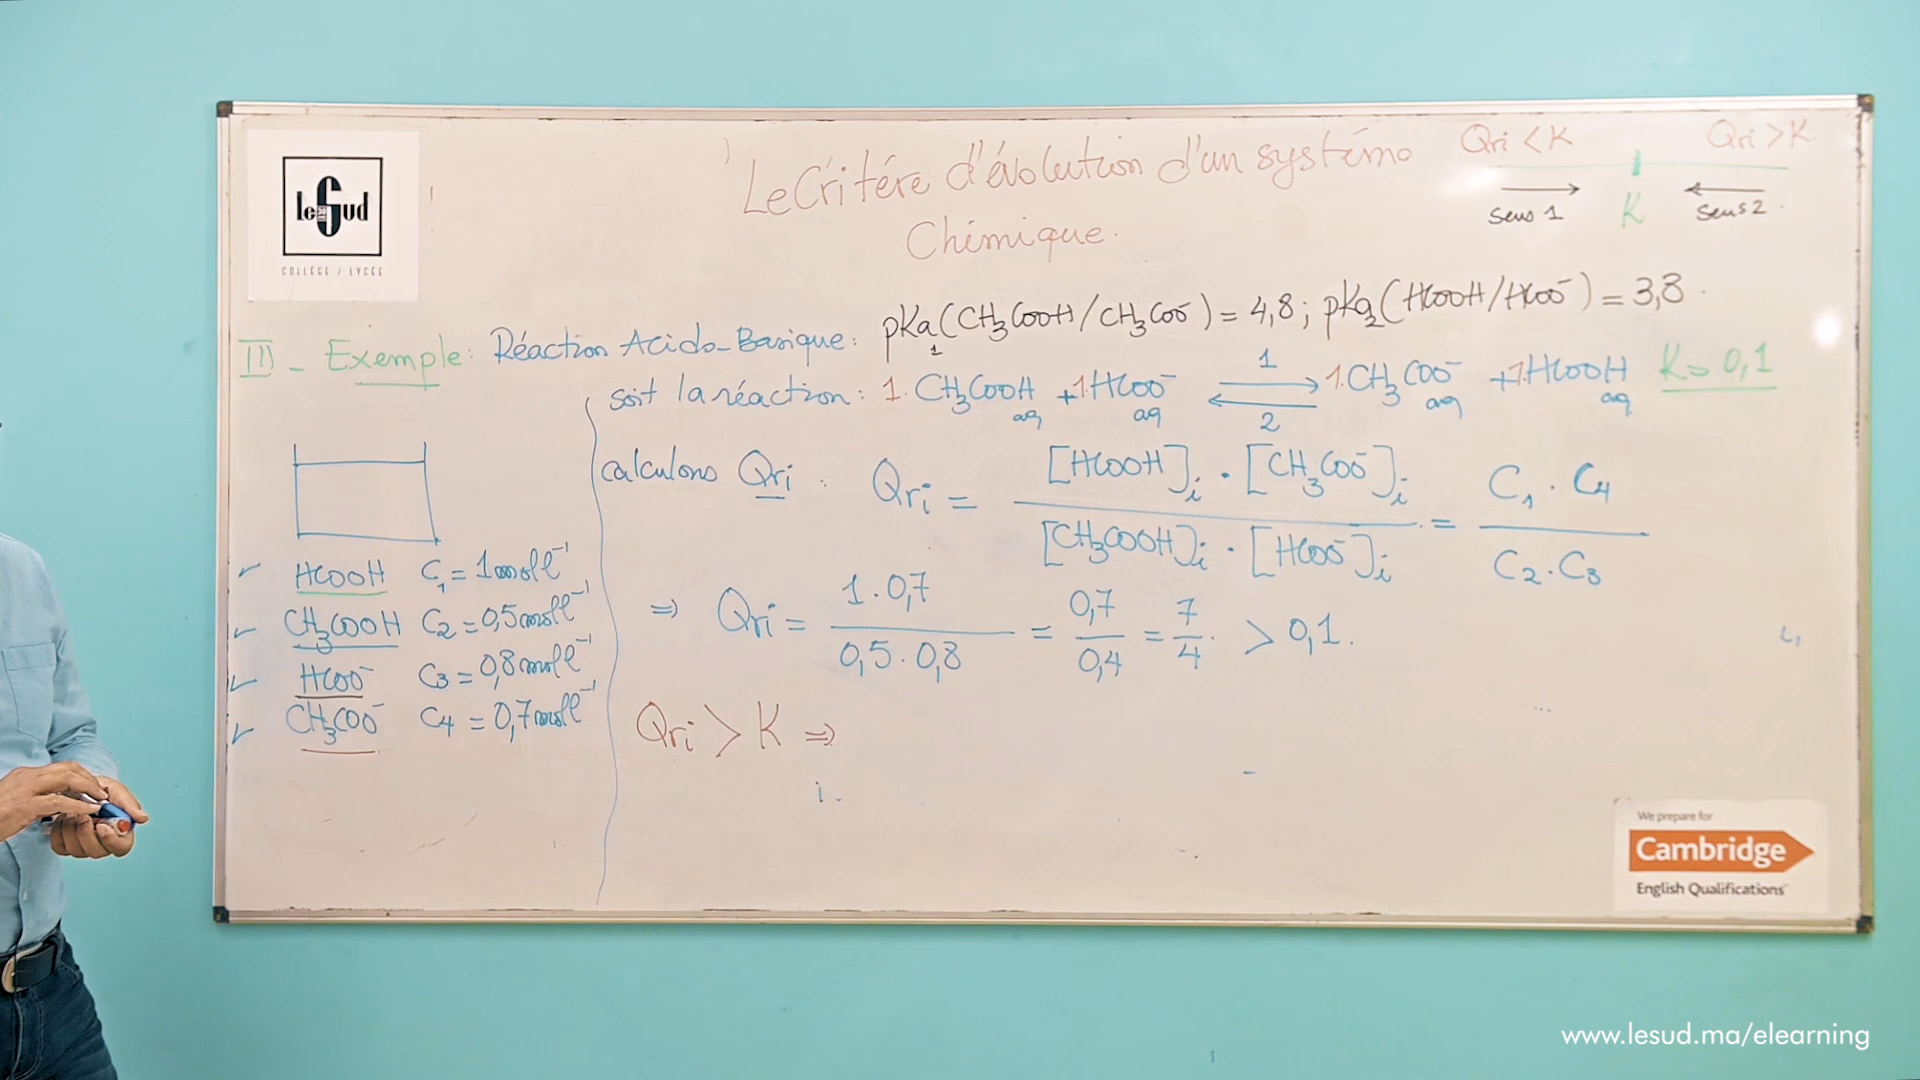 le Sud
COLLÉGE / LYCÉE
Le Critére d'évolution d'un systéme
Chimique.
Qri < K
Qri > K
sens 1
K
sens 2
III - Exemple: Réaction Acido-Basique: pKa1 (CH3COOH/CH3COO-) = 4,8; pKa2 (HCOOH/HCOO-) = 3,8.
soit la réaction: 1. CH3COOH aq + 1. HCOO- aq ⇄ 1. CH3COO- aq + 1. HCOOH aq K = 0,1
1
2
calculons Qri: Qri = [HCOOH]i . [CH3COO-]i / [CH3COOH]i . [HCOO-]i = C1 . C4 / C2 . C3
HCOOH C1 = 1 mol l-1
CH3COOH C2 = 0,5 mol l-1
HCOO- C3 = 0,8 mol l-1
CH3COO- C4 = 0,7 mol l-1
⇒ Qri = 1 . 0,7 / 0,5 . 0,8 = 0,7 / 0,4 = 7 / 4 > 0,1.
Qri > K ⇒
We prepare for
Cambridge
English Qualifications
www.lesud.ma/elearning